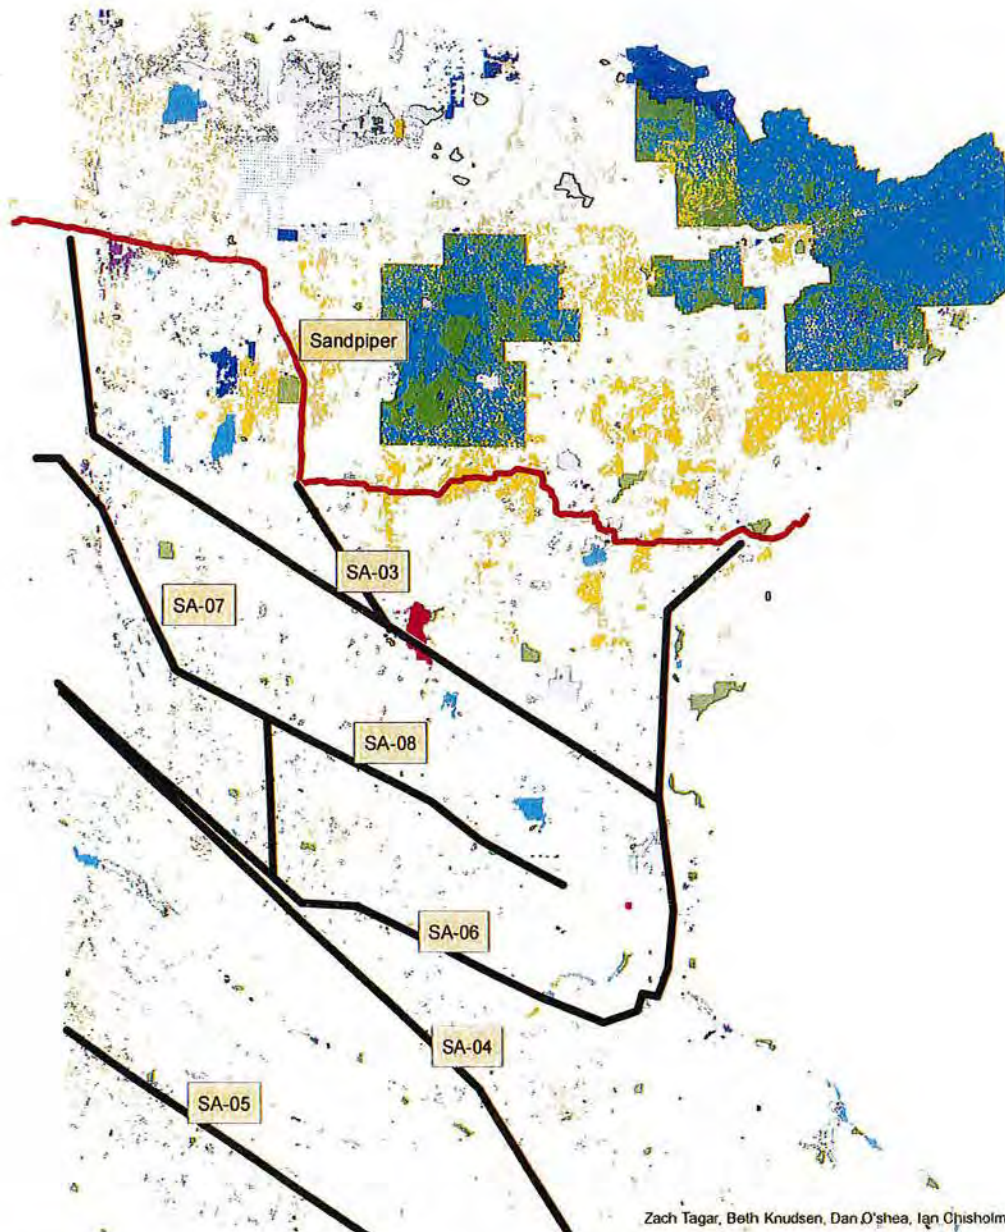 Sandpiper
SA-03
SA-07
SA-08
SA-06
SA-04
SA-05
Zach Tagar, Beth Knudsen, Dan O'shea, Ian Chisholm